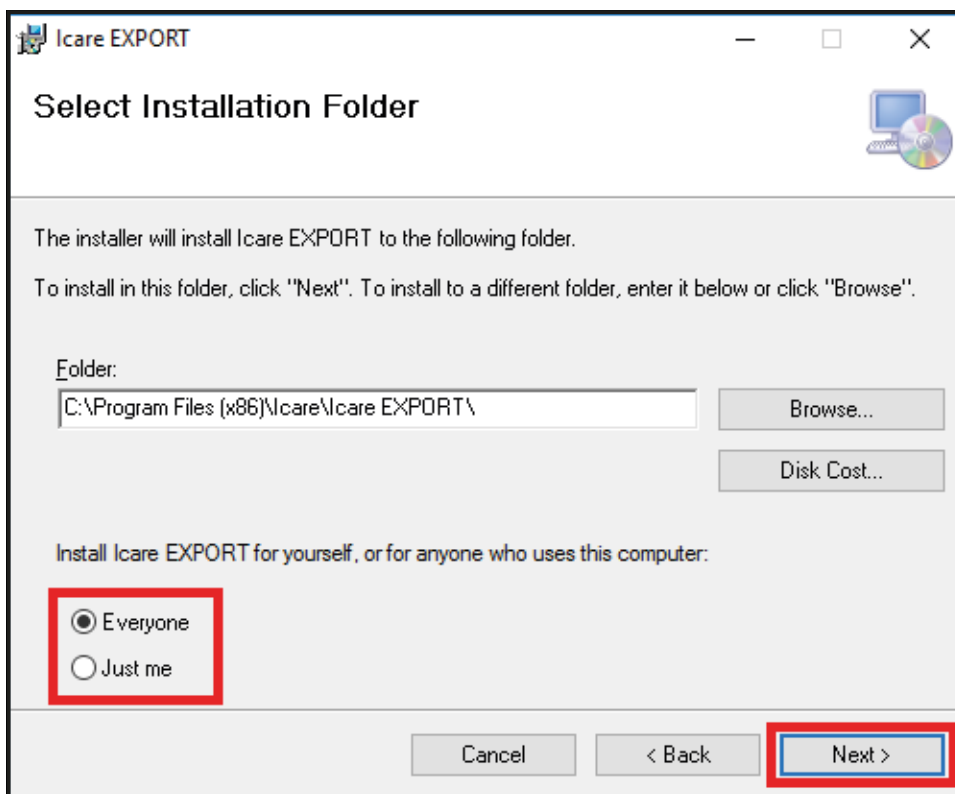 Icare EXPORT
Select Installation Folder
The installer will install Icare EXPORT to the following folder.
To install in this folder, click "Next". To install to a different folder, enter it below or click "Browse".
Folder:
C:\Program Files (x86)\Icare\Icare EXPORT\
Browse...
Disk Cost...
Install Icare EXPORT for yourself, or for anyone who uses this computer:
Everyone
Just me
Cancel
< Back
Next >